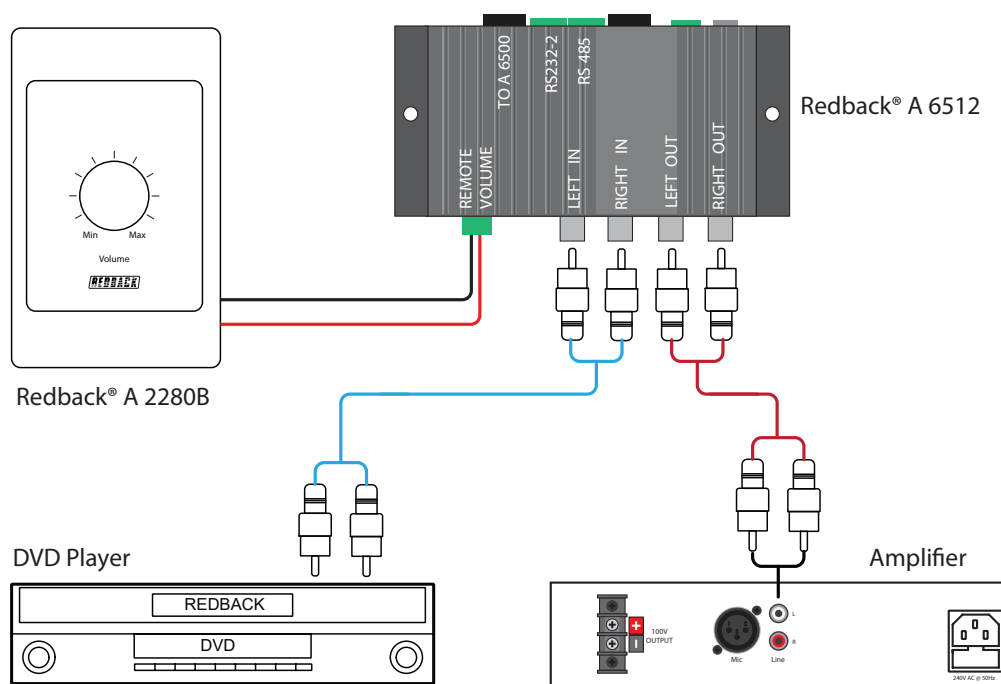 TO A 6500
RS232-2
RS 485
Redback® A 6512
REMOTE
VOLUME
LEFT IN
RIGHT IN
LEFT OUT
RIGHT OUT
Min
Max
Volume
REDBACK
Redback® A 2280B
DVD Player
REDBACK
DVD
Amplifier
+
−
100V
OUTPUT
Mic
Line
L
R
240V AC @ 50Hz